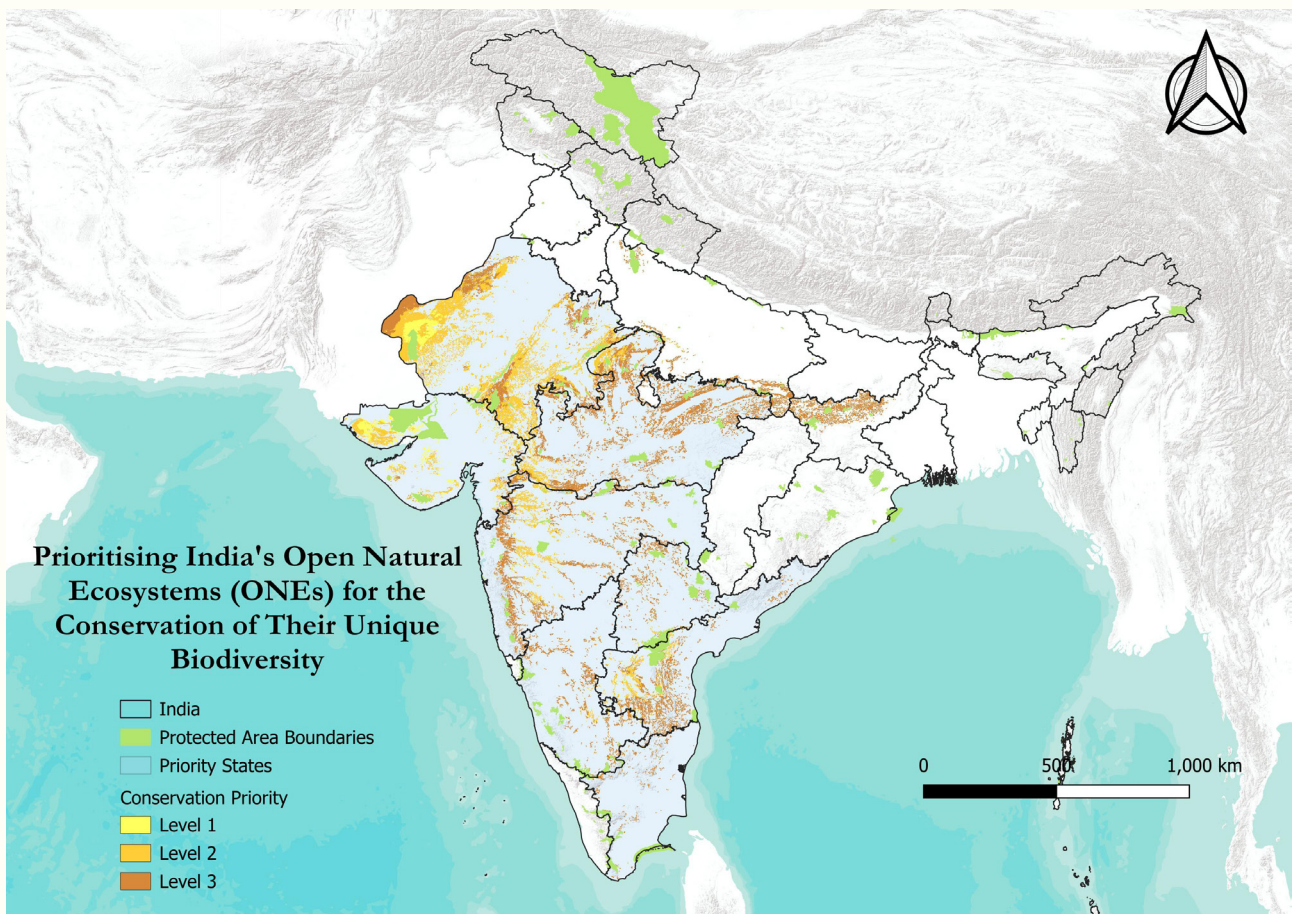 Prioritising India's Open Natural
Ecosystems (ONEs) for the
Conservation of Their Unique
Biodiversity
India
Protected Area Boundaries
Priority States
Conservation Priority
Level 1
Level 2
Level 3
0 500 1,000 km